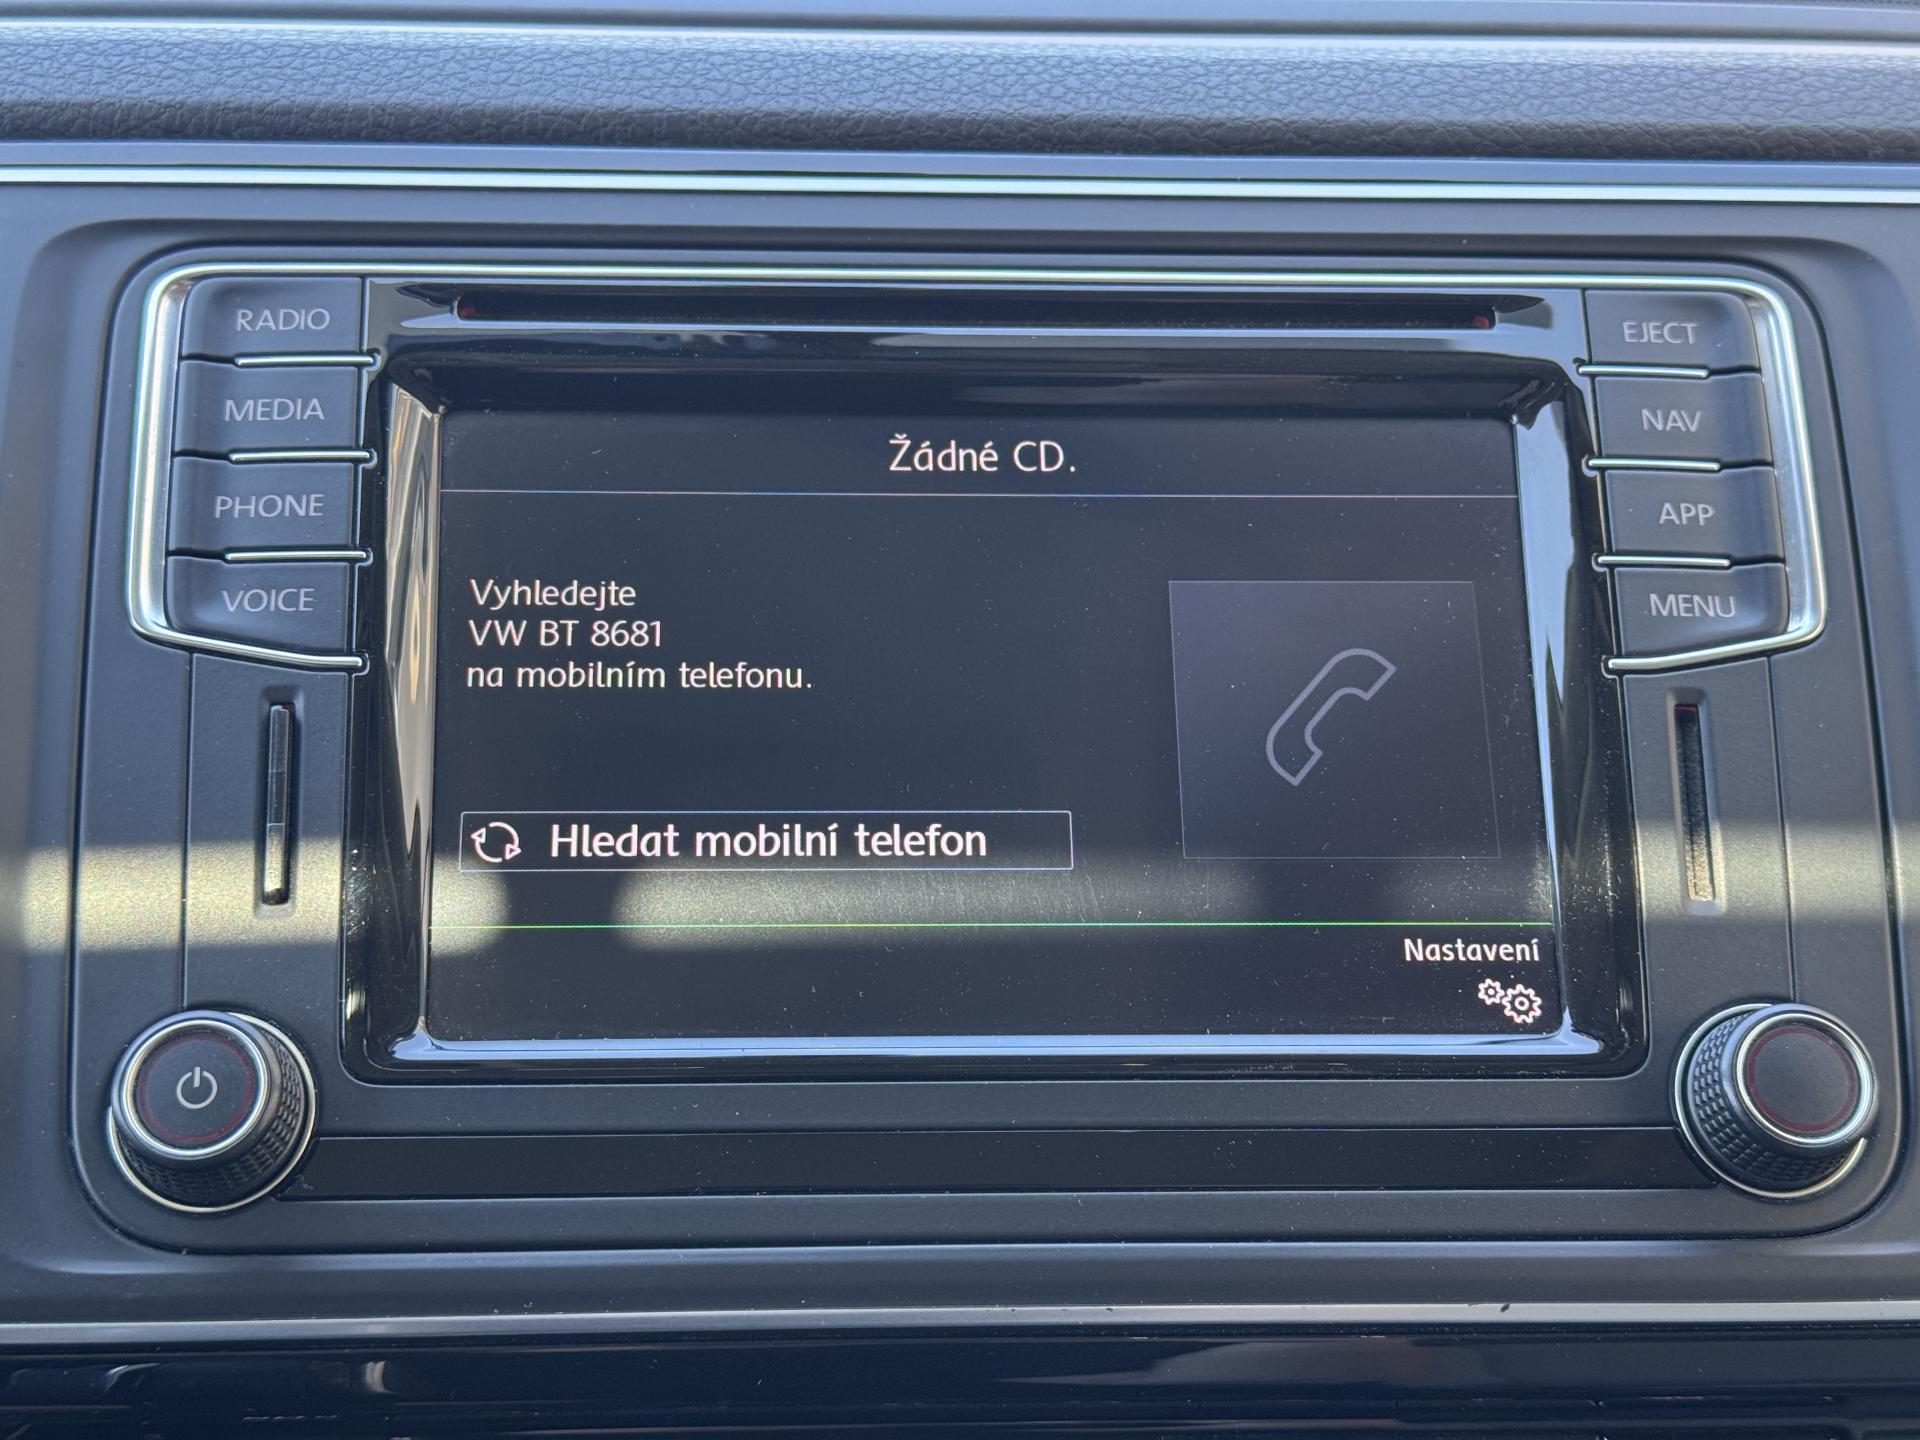 RADIO
MEDIA
PHONE
VOICE
EJECT
NAV
APP
MENU
Žádné CD.
Vyhledejte
VW BT 8681
na mobilním telefonu.
Hledat mobilní telefon
Nastavení